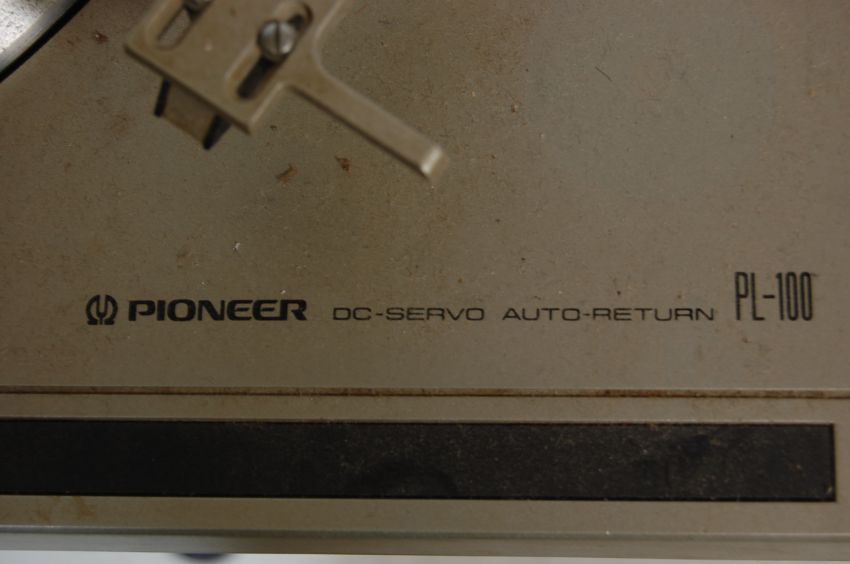 PIONEER DC-SERVO AUTO-RETURN PL-100